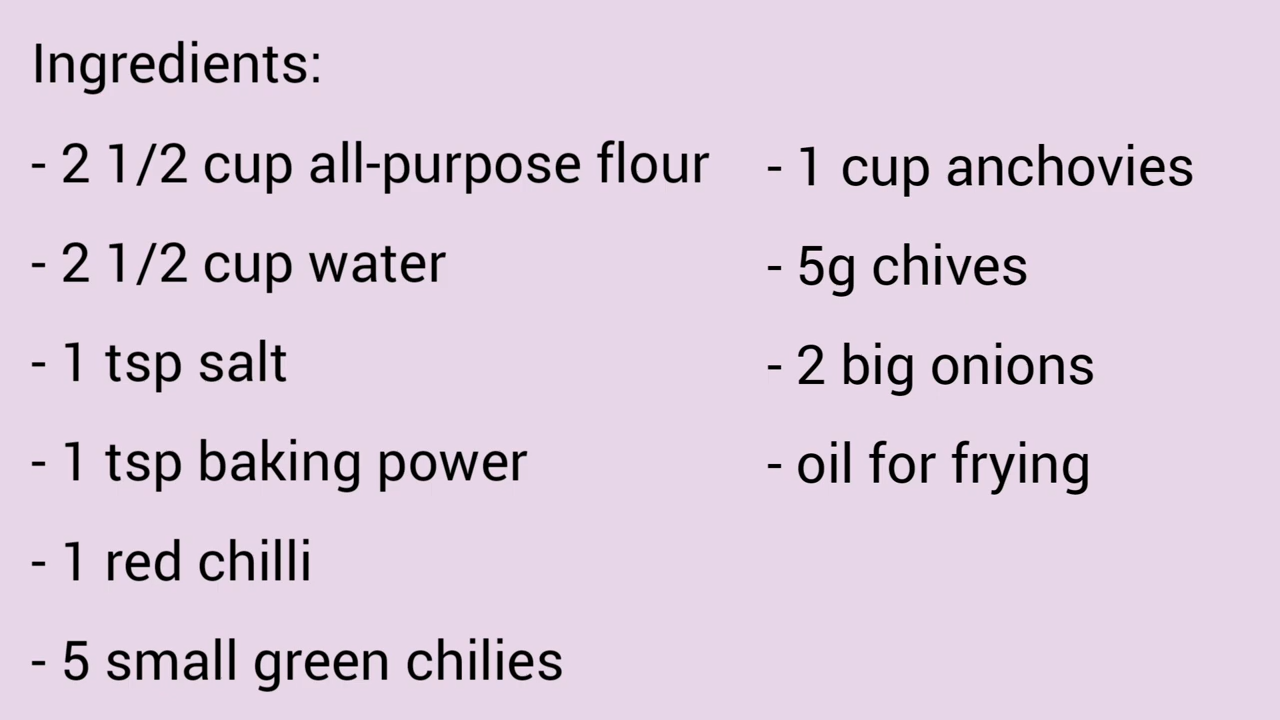 Ingredients:
- 2 1/2 cup all-purpose flour
- 2 1/2 cup water
- 1 tsp salt
- 1 tsp baking power
- 1 red chilli
- 5 small green chilies
- 1 cup anchovies
- 5g chives
- 2 big onions
- oil for frying